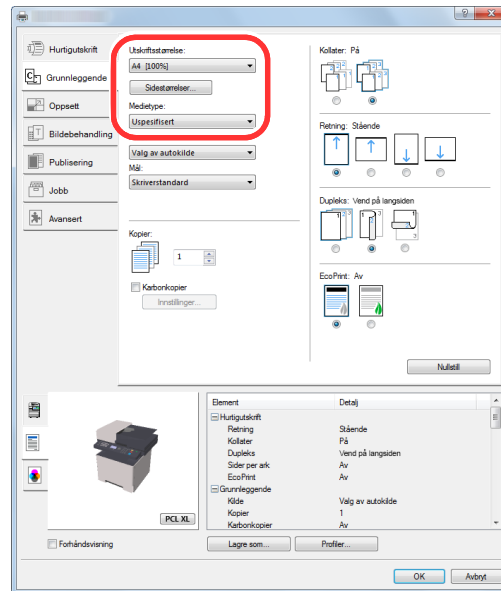 Hurtigutskrift
Grunnleggende
Oppsett
Bildebehandling
Publisering
Jobb
Avansert
Utskriftsstørrelse:
A4 [100%]
Sidestørrelser...
Medietype:
Uspesifisert
Valg av autokilde
Mål:
Skriverstandard
Kopier:
1
Karbonkopier
Innstillinger...
Kollater: På
Retning: Stående
Dupleks: Vend på langsiden
EcoPrint: Av
Nullstill
PCL XL
Forhåndsvisning
Element Detalj
Hurtigutskrift
Retning Stående
Kollater På
Dupleks Vend på langsiden
Sider per ark Av
EcoPrint Av
Grunnleggende
Kilde Valg av autokilde
Kopier 1
Karbonkopier Av
Lagre som... Profiler...
OK Avbryt